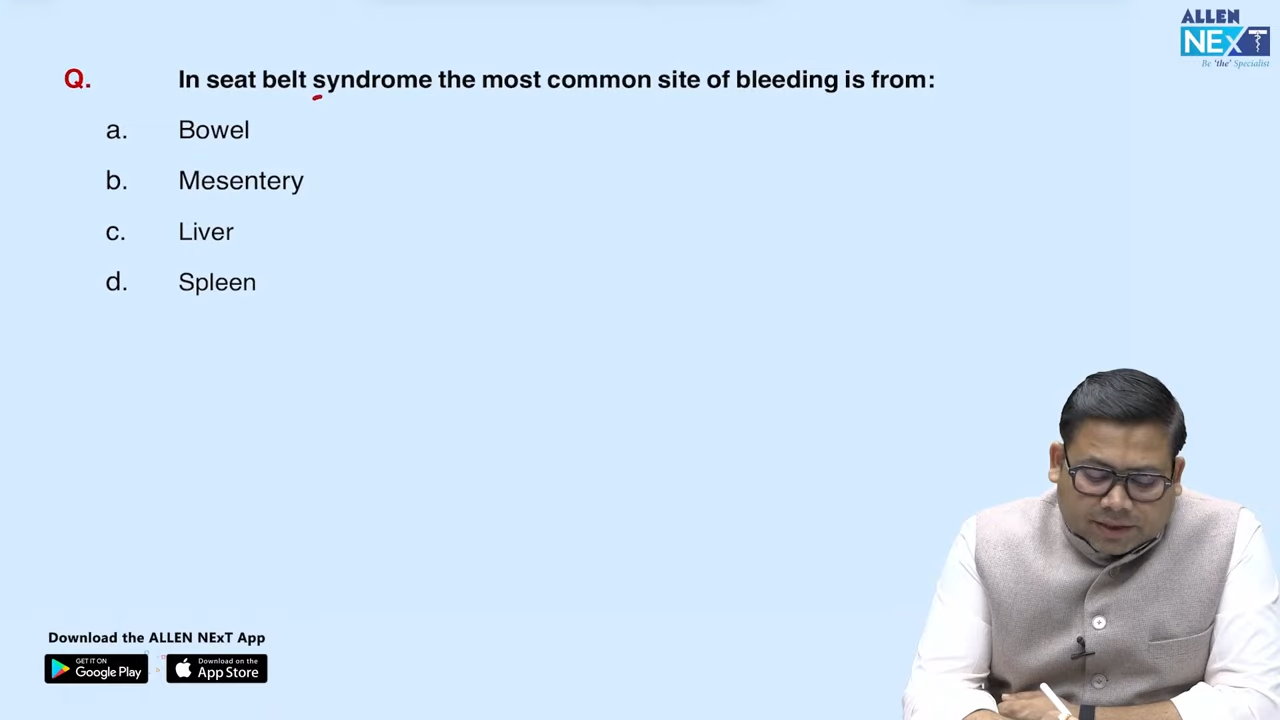 ALLEN
NExT
Be 'the' Specialist
Q. In seat belt syndrome the most common site of bleeding is from:
a. Bowel
b. Mesentery
c. Liver
d. Spleen
Download the ALLEN NExT App
GET IT ON
Google Play
Download on the
App Store